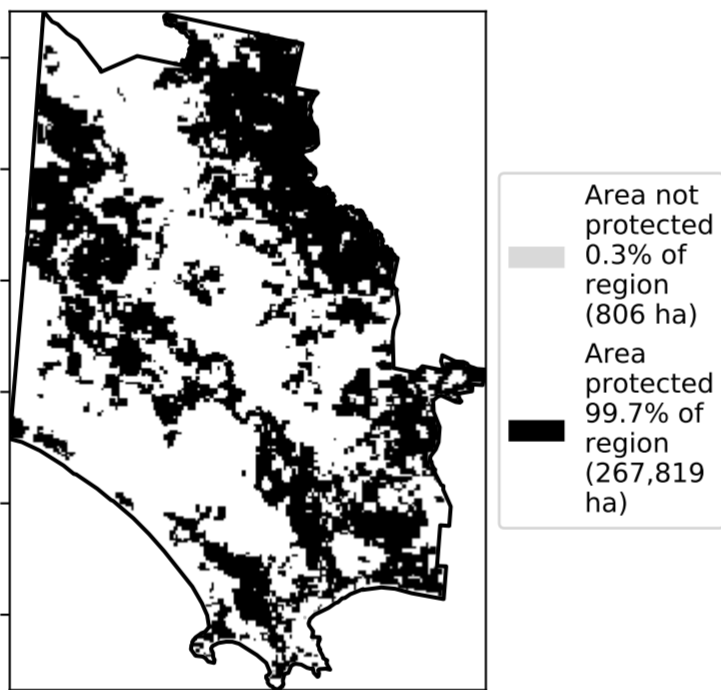 Area not
protected
0.3% of
region
(806 ha)
Area
protected
99.7% of
region
(267,819
ha)